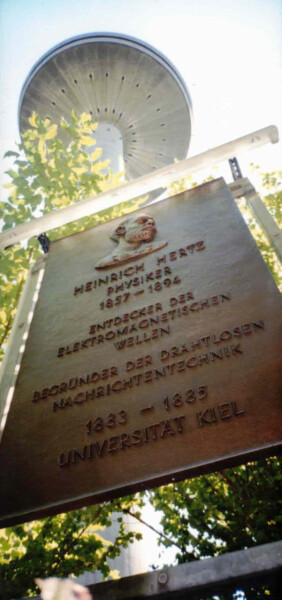 HEINRICH HERTZ
PHYSIKER
1857 – 1894
ENTDECKER DER
ELEKTROMAGNETISCHEN
WELLEN
BEGRÜNDER DER DRAHTLOSEN
NACHRICHTENTECHNIK
1883 – 1885
UNIVERSITÄT KIEL